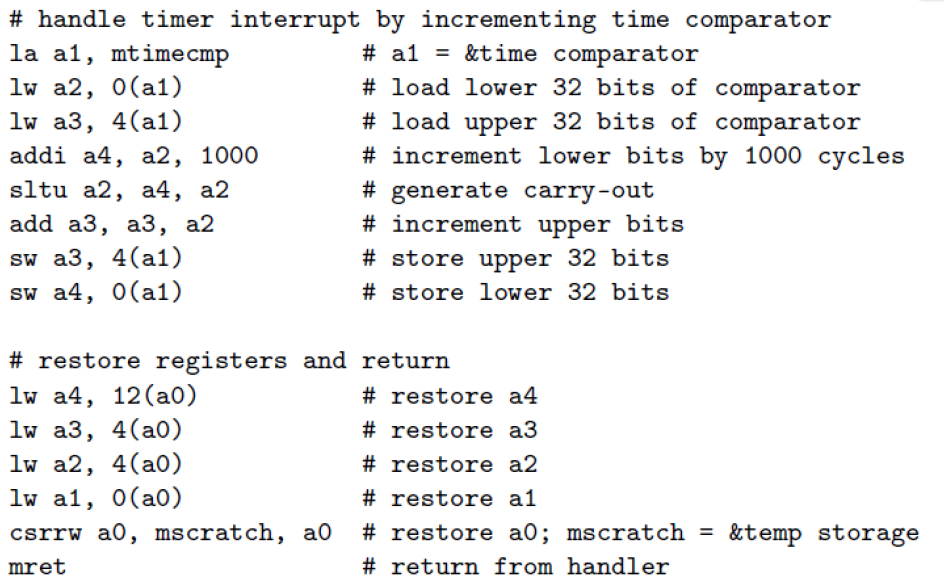 # handle timer interrupt by incrementing time comparator
la a1, mtimecmp # a1 = &time comparator
lw a2, 0(a1) # load lower 32 bits of comparator
lw a3, 4(a1) # load upper 32 bits of comparator
addi a4, a2, 1000 # increment lower bits by 1000 cycles
sltu a2, a4, a2 # generate carry-out
add a3, a3, a2 # increment upper bits
sw a3, 4(a1) # store upper 32 bits
sw a4, 0(a1) # store lower 32 bits
# restore registers and return
lw a4, 12(a0) # restore a4
lw a3, 4(a0) # restore a3
lw a2, 4(a0) # restore a2
lw a1, 0(a0) # restore a1
csrrw a0, mscratch, a0 # restore a0; mscratch = &temp storage
mret # return from handler